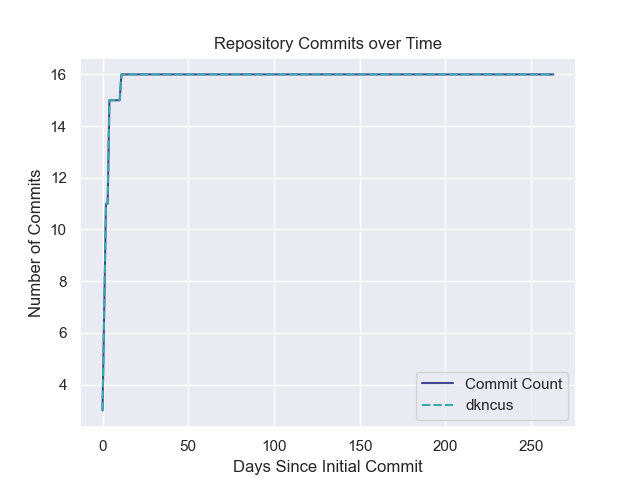 Repository Commits over Time
Number of Commits
16
14
12
10
8
6
4
0 50 100 150 200 250
Days Since Initial Commit
Commit Count
dkncus